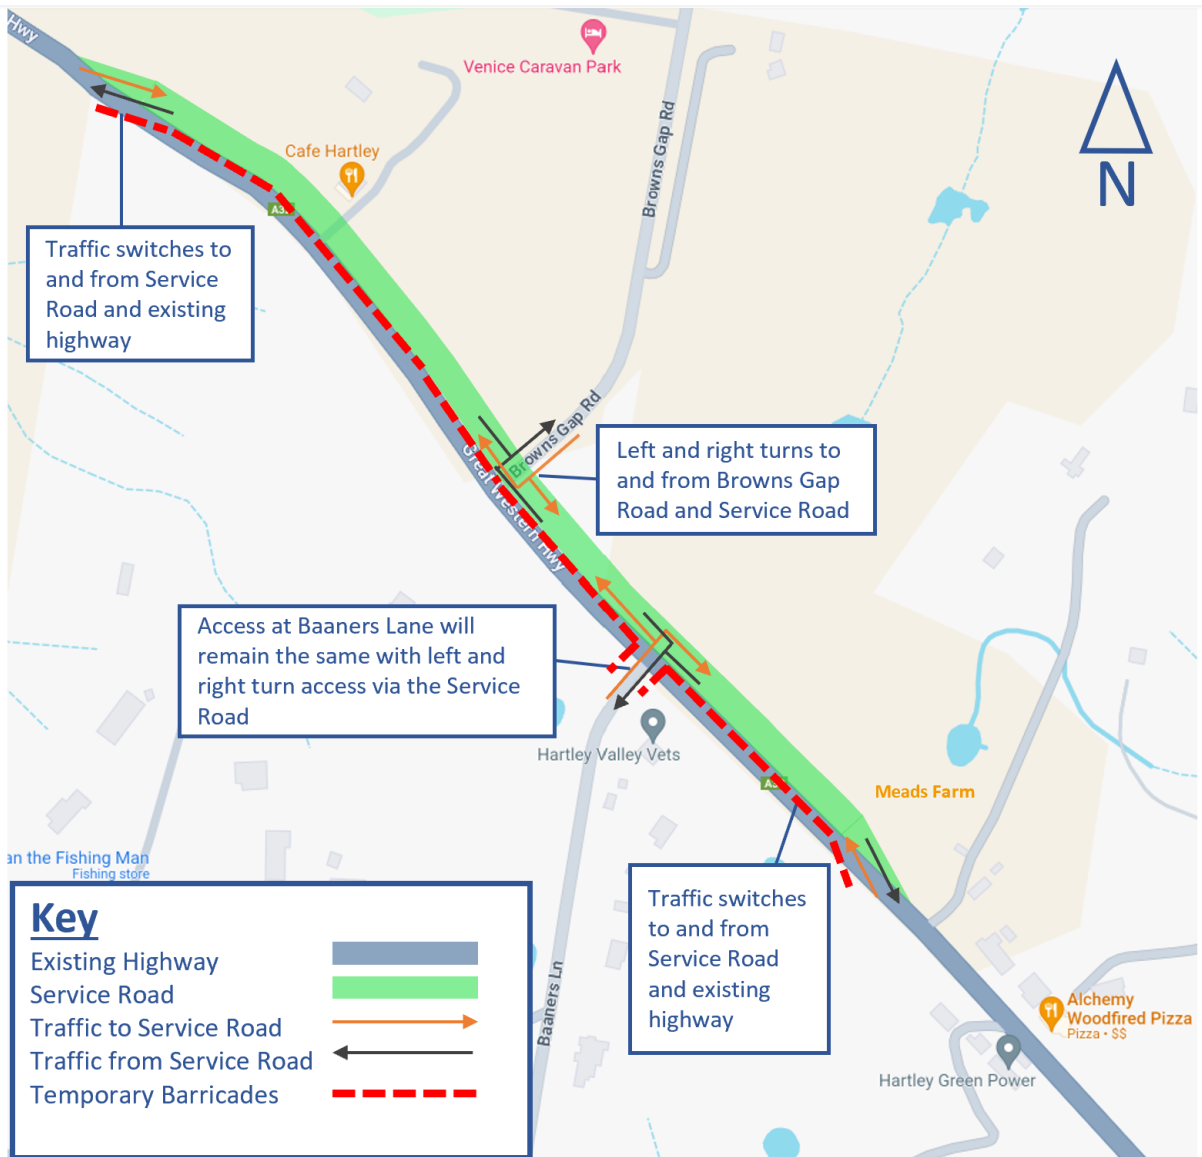 Hwy
Venice Caravan Park
Browns Gap Rd
N
Cafe Hartley
A3
Traffic switches to
and from Service
Road and existing
highway
Browns Gap Rd
Great Western Hwy
Left and right turns to
and from Browns Gap
Road and Service Road
Access at Baaners Lane will
remain the same with left and
right turn access via the Service
Road
Hartley Valley Vets
A3
Meads Farm
an the Fishing Man
Fishing store
Traffic switches
to and from
Service Road
and existing
highway
Baaners Ln
Alchemy
Woodfired Pizza
Pizza • $$
Hartley Green Power
Key
Existing Highway
Service Road
Traffic to Service Road
Traffic from Service Road
Temporary Barricades